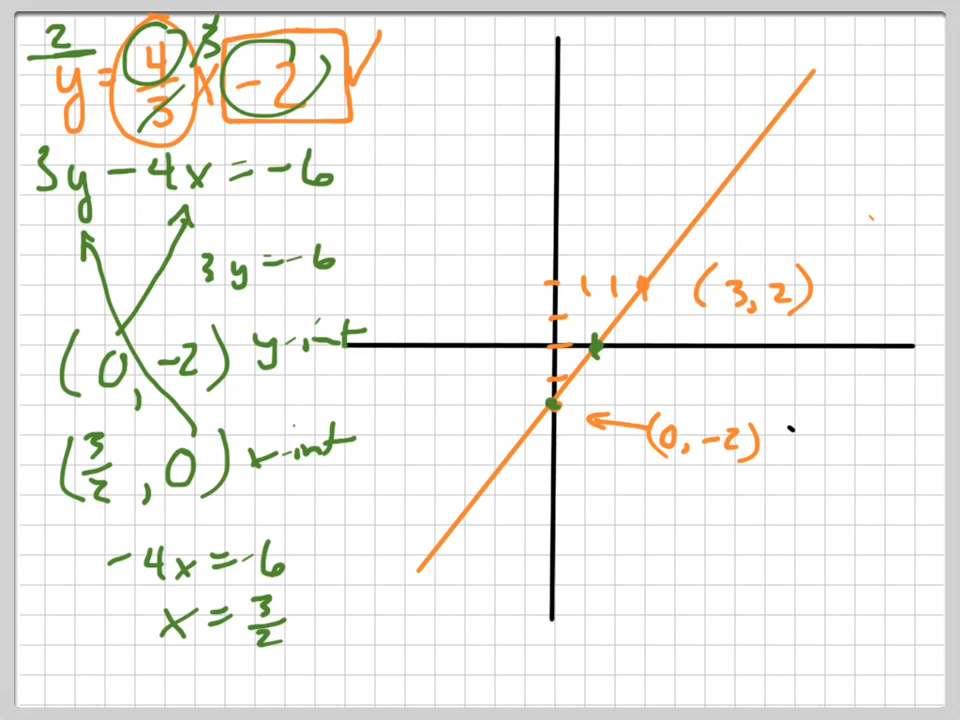 2 3
y = 4/3 x - 2 ✓
3y - 4x = -6
3y = -6
(0, -2) y-int
(3/2, 0) x-int
-4x = -6
x = 3/2
(3, 2)
(0, -2)